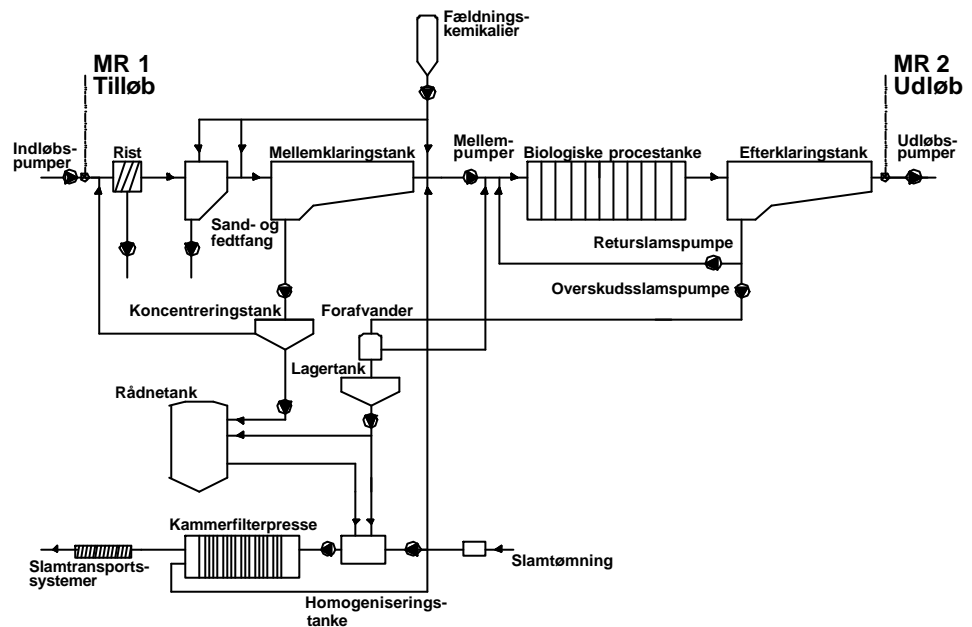 Fældnings-
kemikalier
MR 1
Tilløb
MR 2
Udløb
Indløbs-
pumper
Rist
Mellemklaringstank
Mellem-
pumper
Biologiske procestanke
Efterklaringstank
Udløbs-
pumper
Sand- og
fedtfang
Returslamspumpe
Overskudsslamspumpe
Koncentreringstank
Forafvander
Lagertank
Rådnetank
Kammerfilterpresse
Slamtransports-
systemer
Slamtømning
Homogeniserings-
tanke